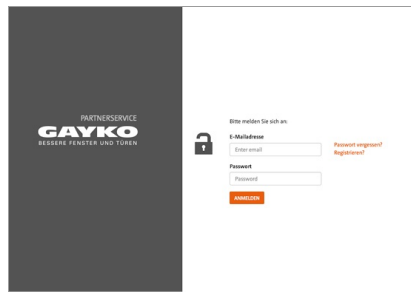 PARTNERSERVICE
GAYKO
BESSERE FENSTER UND TÜREN
Bitte melden Sie sich an:
E-Mailadresse
Enter email
Passwort vergessen?
Registrieren?
Passwort
Password
ANMELDEN